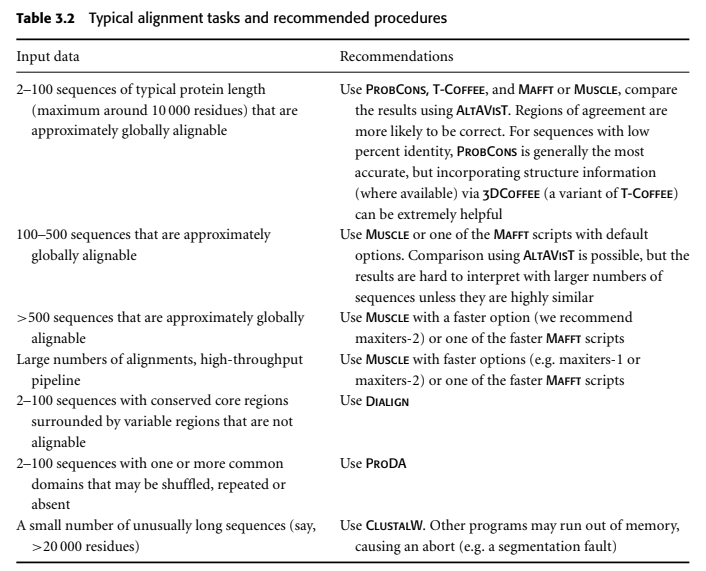 Table 3.2 Typical alignment tasks and recommended procedures
Input data
Recommendations
2–100 sequences of typical protein length
(maximum around 10 000 residues) that are
approximately globally alignable
Use PROBCONS, T-COFFEE, and MAFFT or MUSCLE, compare
the results using ALTAVIST. Regions of agreement are
more likely to be correct. For sequences with low
percent identity, PROBCONS is generally the most
accurate, but incorporating structure information
(where available) via 3DCOFFEE (a variant of T-COFFEE)
can be extremely helpful
100–500 sequences that are approximately
globally alignable
Use MUSCLE or one of the MAFFT scripts with default
options. Comparison using ALTAVIST is possible, but the
results are hard to interpret with larger numbers of
sequences unless they are highly similar
>500 sequences that are approximately globally
alignable
Use MUSCLE with a faster option (we recommend
maxiters-2) or one of the faster MAFFT scripts
Large numbers of alignments, high-throughput
pipeline
Use MUSCLE with faster options (e.g. maxiters-1 or
maxiters-2) or one of the faster MAFFT scripts
2–100 sequences with conserved core regions
surrounded by variable regions that are not
alignable
Use DIALIGN
2–100 sequences with one or more common
domains that may be shuffled, repeated or
absent
Use PRODA
A small number of unusually long sequences (say,
>20 000 residues)
Use CLUSTALW. Other programs may run out of memory,
causing an abort (e.g. a segmentation fault)